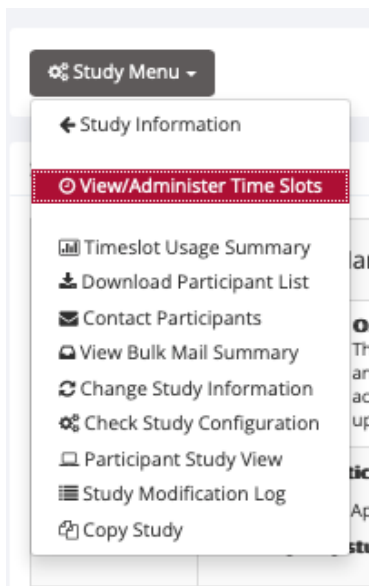 Study Menu
Study Information
View/Administer Time Slots
Timeslot Usage Summary
Download Participant List
Contact Participants
View Bulk Mail Summary
Change Study Information
Check Study Configuration
Participant Study View
Study Modification Log
Copy Study